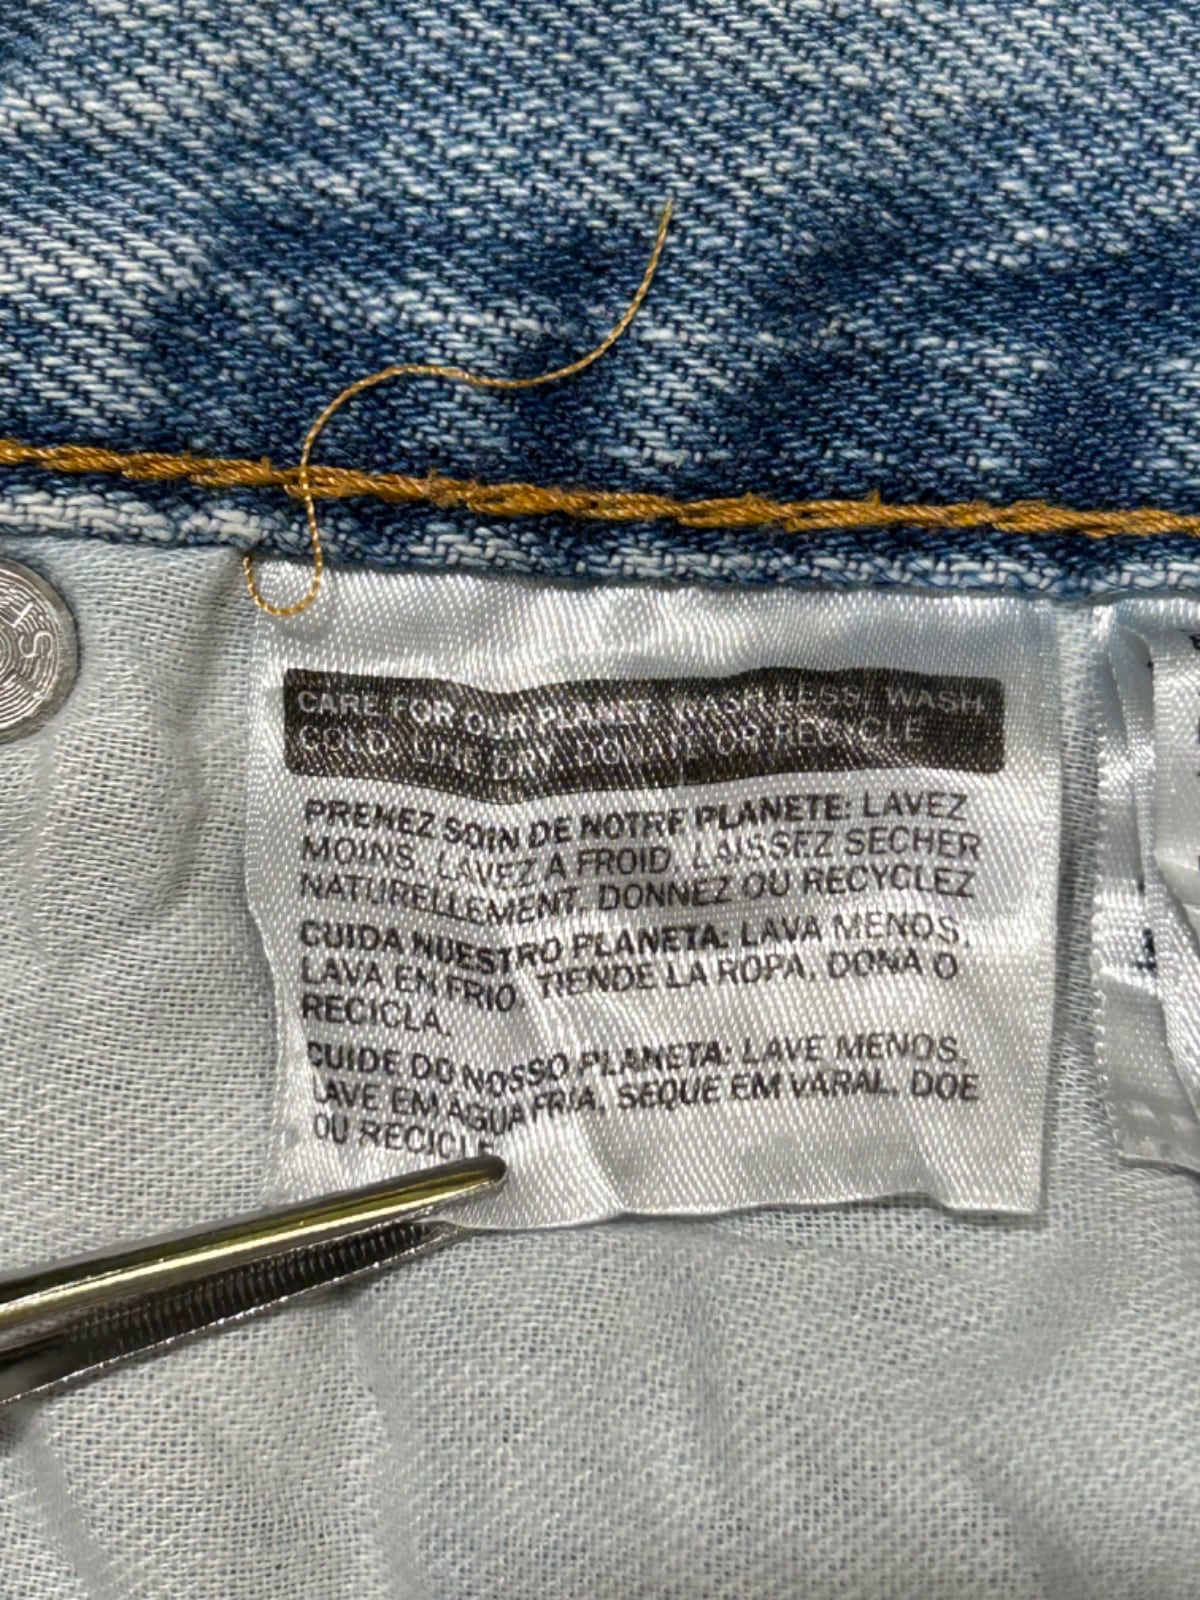 CARE FOR OUR PLANET: WASH LESS, WASH
COLD, LINE DRY, DONATE OR RECYCLE
PRENEZ SOIN DE NOTRE PLANETE: LAVEZ
MOINS, LAVEZ A FROID, LAISSEZ SECHER
NATURELLEMENT, DONNEZ OU RECYCLEZ
CUIDA NUESTRO PLANETA: LAVA MENOS,
LAVA EN FRIO, TIENDE LA ROPA, DONA O
RECICLA.
CUIDE DO NOSSO PLANETA: LAVE MENOS,
LAVE EM AGUA FRIA, SEQUE EM VARAL, DOE
OU RECICLE